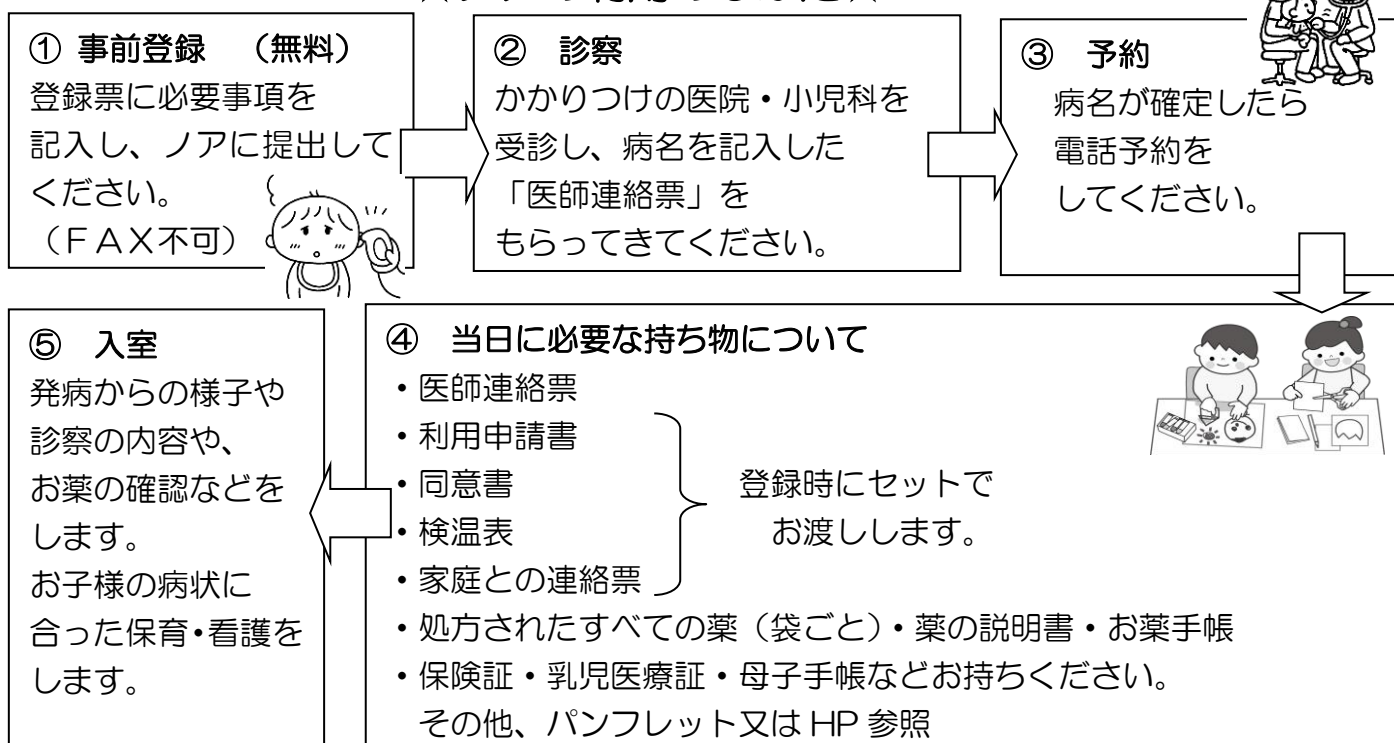 ① 事前登録 （無料）
登録票に必要事項を
記入し、ノアに提出して
ください。
（ＦＡＸ不可）
② 診察
かかりつけの医院・小児科を
受診し、病名を記入した
「医師連絡票」を
もらってきてください。
③ 予約
病名が確定したら
電話予約を
してください。
④ 当日に必要な持ち物について
・医師連絡票
・利用申請書
・同意書
・検温表
・家庭との連絡票
登録時にセットで
お渡しします。
・処方されたすべての薬（袋ごと）・薬の説明書・お薬手帳
・保険証・乳児医療証・母子手帳などお持ちください。
その他、パンフレット又は HP 参照
⑤ 入室
発病からの様子や
診察の内容や、
お薬の確認などを
します。
お子様の病状に
合った保育・看護を
します。